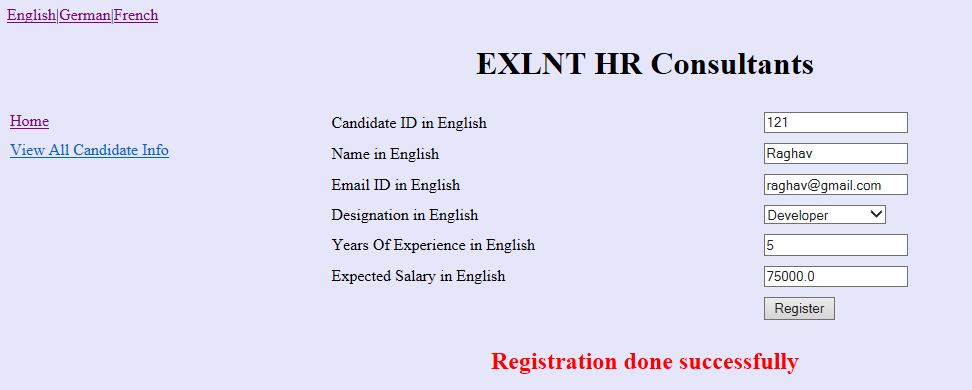 English|German|French
EXLNT HR Consultants
Home
View All Candidate Info
Candidate ID in English 121
Name in English Raghav
Email ID in English raghav@gmail.com
Designation in English Developer
Years Of Experience in English 5
Expected Salary in English 75000.0
Register
Registration done successfully